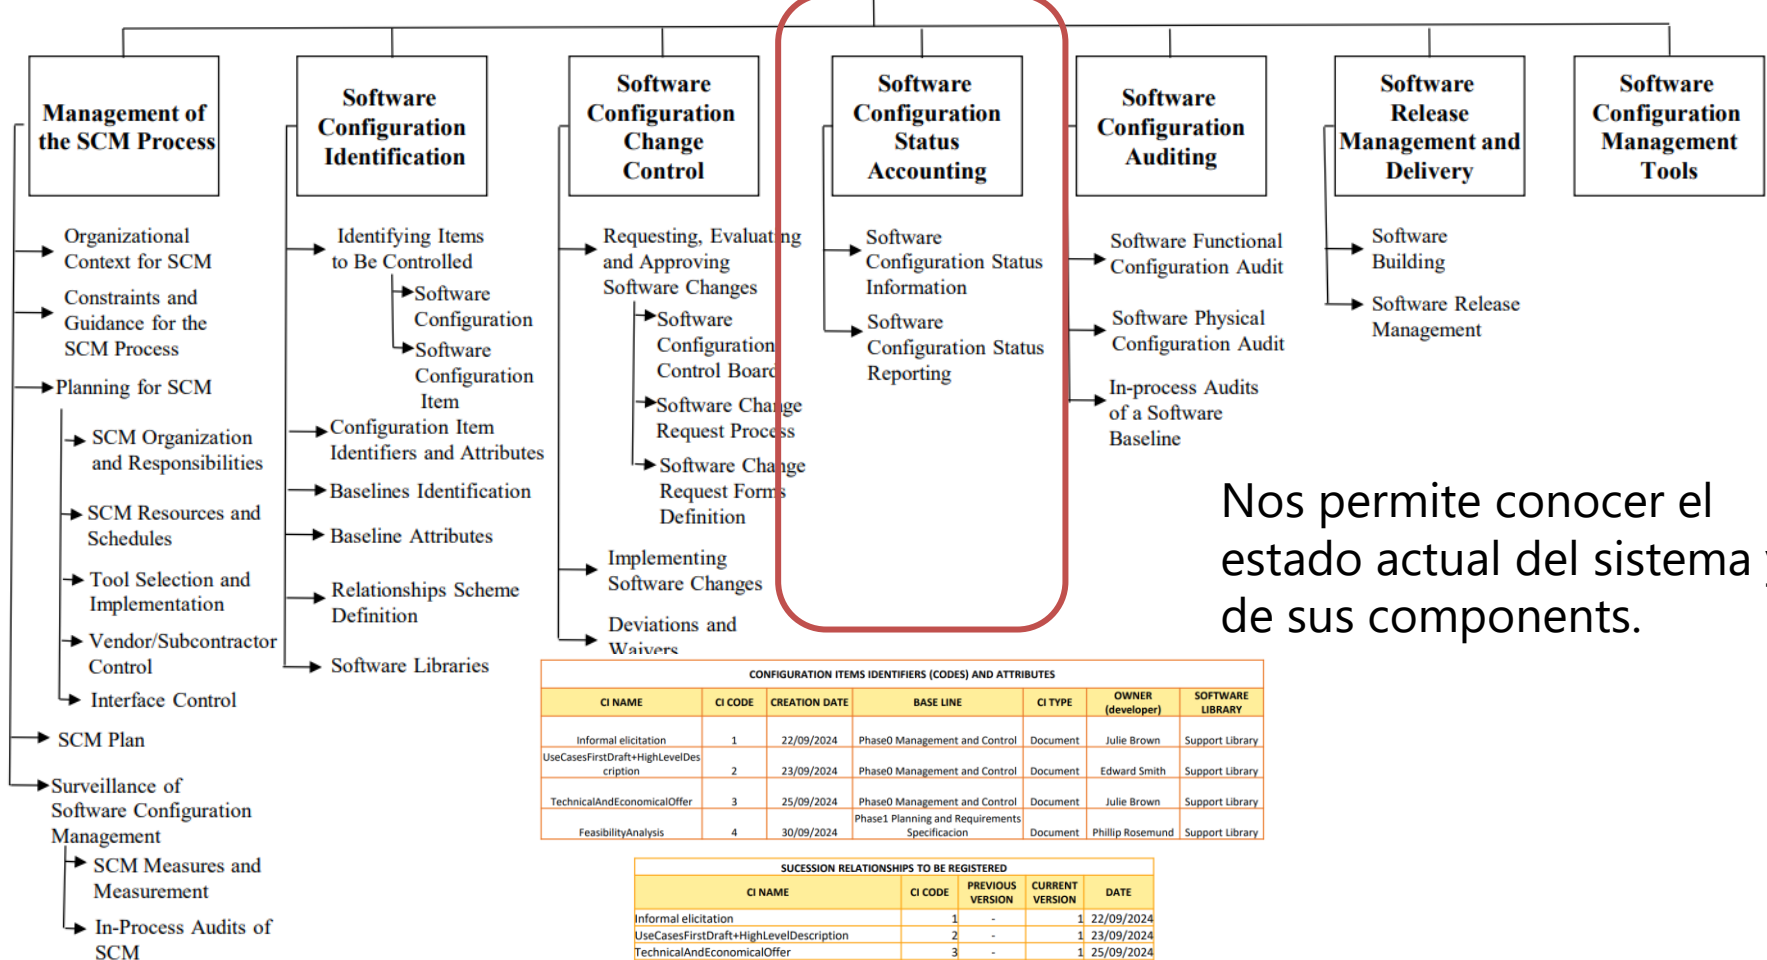 Management of
the SCM Process
Organizational
Context for SCM
Constraints and
Guidance for the
SCM Process
Planning for SCM
SCM Organization
and Responsibilities
SCM Resources and
Schedules
Tool Selection and
Implementation
Vendor/Subcontractor
Control
Interface Control
SCM Plan
Surveillance of
Software Configuration
Management
SCM Measures and
Measurement
In-Process Audits of
SCM
Software
Configuration
Identification
Identifying Items
to Be Controlled
Software
Configuration
Software
Configuration
Item
Configuration Item
Identifiers and Attributes
Baselines Identification
Baseline Attributes
Relationships Scheme
Definition
Software Libraries
Software
Configuration
Change
Control
Requesting, Evaluating
and Approving
Software Changes
Software
Configuration
Control Board
Software Change
Request Process
Software Change
Request Forms
Definition
Implementing
Software Changes
Deviations and
Waivers
Software
Configuration
Status
Accounting
Software
Configuration Status
Information
Software
Configuration Status
Reporting
Software
Configuration
Auditing
Software Functional
Configuration Audit
Software Physical
Configuration Audit
In-process Audits
of a Software
Baseline
Software
Release
Management and
Delivery
Software
Building
Software Release
Management
Software
Configuration
Management
Tools
Nos permite conocer el
estado actual del sistema y
de sus components.
CONFIGURATION ITEMS IDENTIFIERS (CODES) AND ATTRIBUTES
CI NAME CI CODE CREATION DATE BASE LINE CI TYPE OWNER (developer) SOFTWARE LIBRARY
Informal elicitation 1 22/09/2024 Phase0 Management and Control Document Julie Brown Support Library
UseCasesFirstDraft+HighLevelDescription 2 23/09/2024 Phase0 Management and Control Document Edward Smith Support Library
TechnicalAndEconomicalOffer 3 25/09/2024 Phase0 Management and Control Document Julie Brown Support Library
FeasibilityAnalysis 4 30/09/2024 Phase1 Planning and Requirements Specificacion Document Phillip Rosemund Support Library
SUCESSION RELATIONSHIPS TO BE REGISTERED
CI NAME CI CODE PREVIOUS VERSION CURRENT VERSION DATE
Informal elicitation 1 - 1 22/09/2024
UseCasesFirstDraft+HighLevelDescription 2 - 1 23/09/2024
TechnicalAndEconomicalOffer 3 - 1 25/09/2024